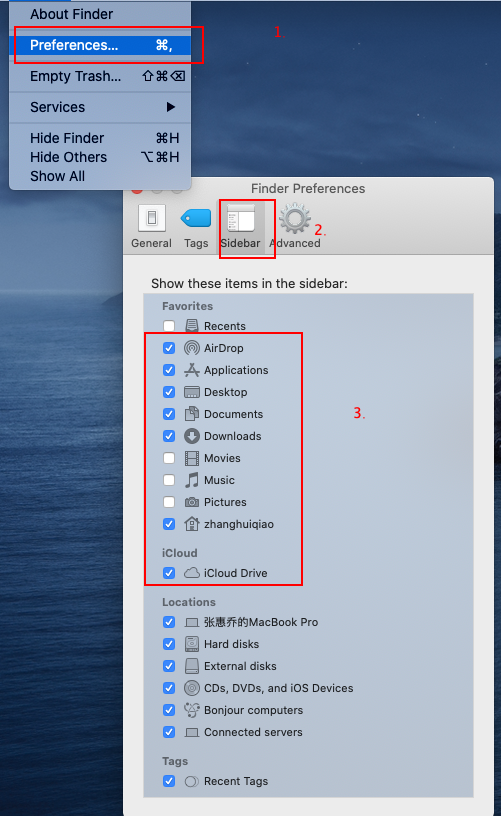 About Finder
1.
Preferences... ⌘,
Empty Trash... ⇧⌘⌫
Services ▶
Hide Finder ⌘H
Hide Others ⌥⌘H
Show All
Finder Preferences
General Tags Sidebar Advanced
2.
Show these items in the sidebar:
Favorites
Recents
AirDrop
Applications
Desktop
Documents
3.
Downloads
Movies
Music
Pictures
zhanghuiqiao
iCloud
iCloud Drive
Locations
张惠乔的MacBook Pro
Hard disks
External disks
CDs, DVDs, and iOS Devices
Bonjour computers
Connected servers
Tags
Recent Tags